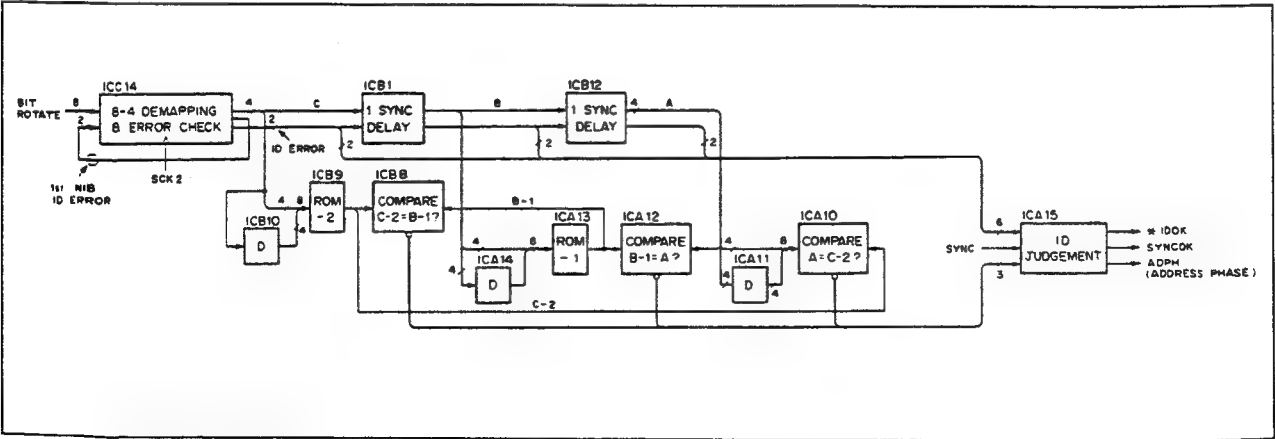 ICC14
ICB1
ICB12
BIT
ROTATE
8
2
8-4 DEMAPPING
& ERROR CHECK
4
2
C
ID ERROR
1 SYNC
DELAY
2
B
1 SYNC
DELAY
2
4
A
2
1st NIB
ID ERROR
SCK2
ICB9
ICB8
ICB10
D
4
8
4
ROM
-2
COMPARE
C-2=B-1?
B-1
ICA13
ICA12
ICA14
4
4
D
8
ROM
-1
COMPARE
B-1=A?
ICA10
ICA11
4
4
D
4
8
COMPARE
A=C-2?
C-2
ICA15
6
SYNC
3
ID
JUDGEMENT
* IDOK
SYNCOK
ADPH
(ADDRESS PHASE)